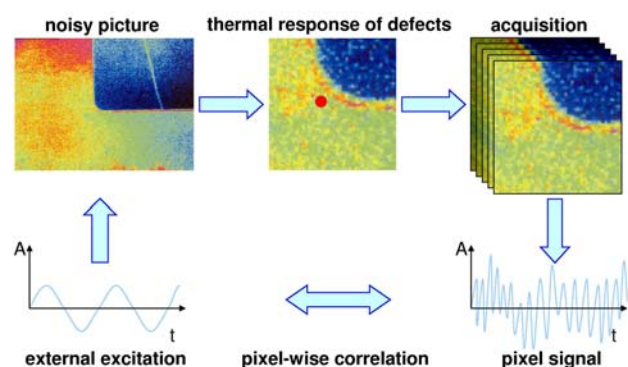 noisy picture
thermal response of defects
acquisition
A
t
external excitation
pixel-wise correlation
A
t
pixel signal